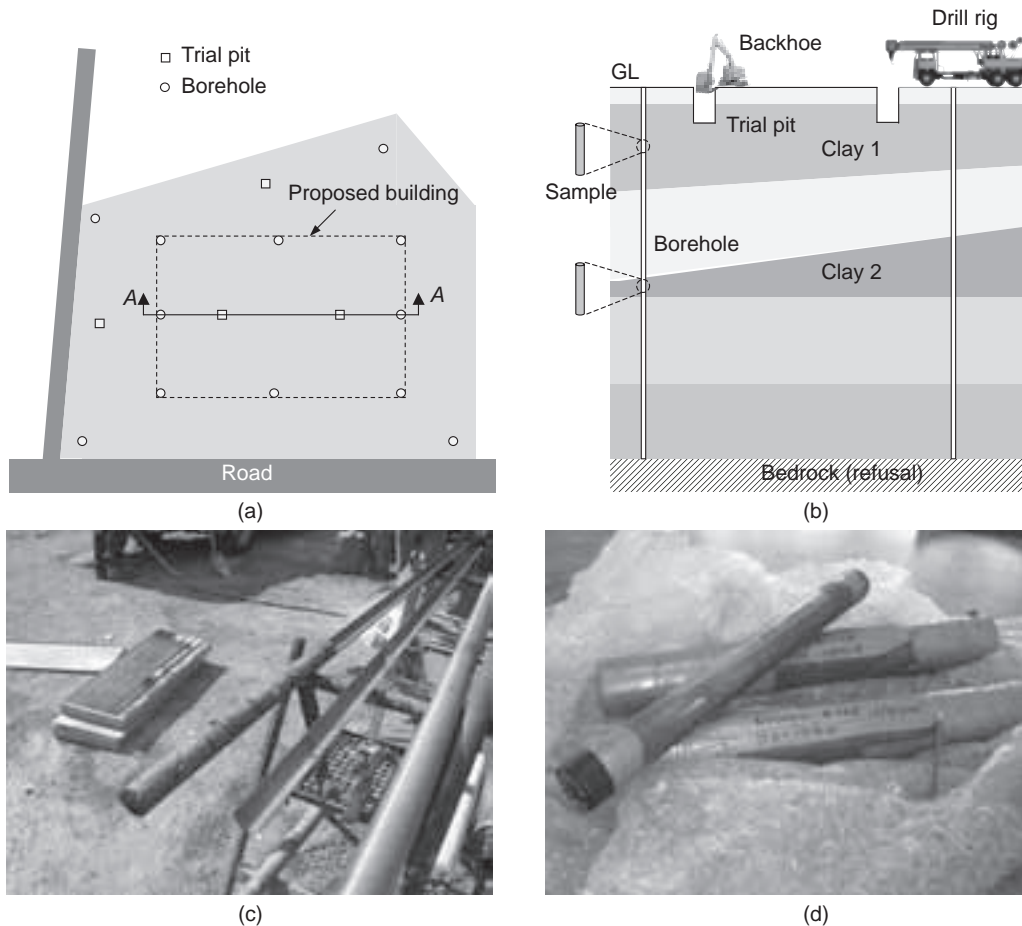 Trial pit
Borehole
Proposed building
A
A
Road
(a)
Drill rig
Backhoe
GL
Trial pit
Clay 1
Sample
Borehole
Clay 2
Bedrock (refusal)
(b)
(c)
(d)